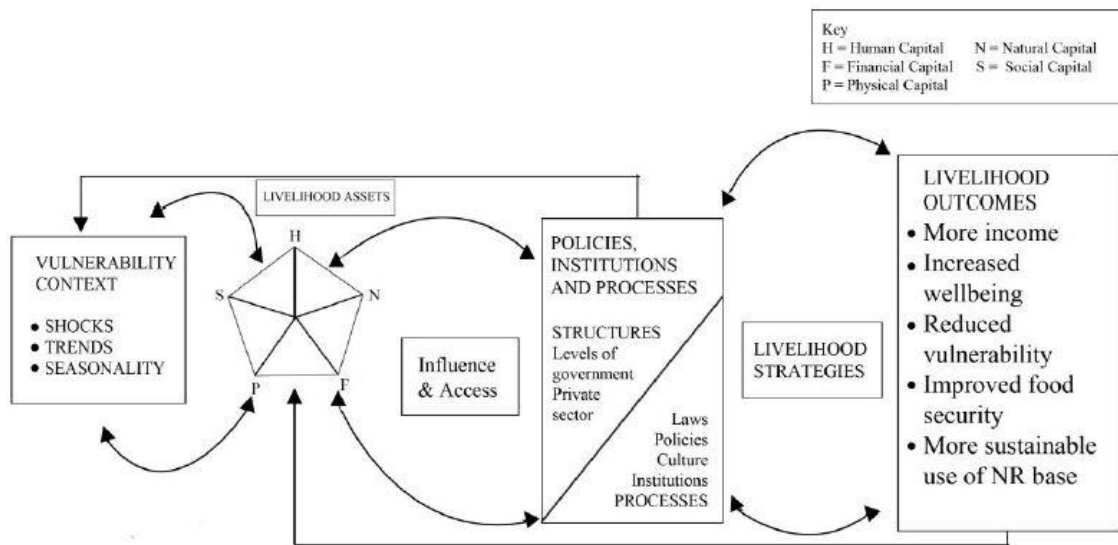 Key
H = Human Capital N = Natural Capital
F = Financial Capital S = Social Capital
P = Physical Capital
LIVELIHOOD ASSETS
VULNERABILITY
CONTEXT
● SHOCKS
● TRENDS
● SEASONALITY
H
S
N
P
F
Influence
& Access
POLICIES,
INSTITUTIONS
AND PROCESSES
STRUCTURES
Levels of
government
Private
sector
Laws
Policies
Culture
Institutions
PROCESSES
LIVELIHOOD
STRATEGIES
LIVELIHOOD
OUTCOMES
● More income
● Increased
wellbeing
● Reduced
vulnerability
● Improved food
security
● More sustainable
use of NR base